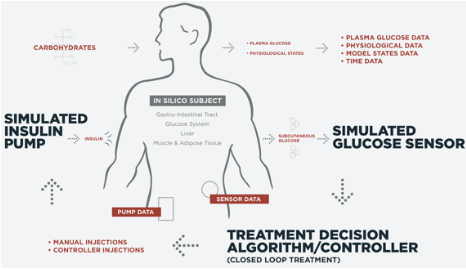 CARBOHYDRATES
• PLASMA GLUCOSE
• PHYSIOLOGICAL STATES
• PLASMA GLUCOSE DATA
• PHYSIOLOGICAL DATA
• MODEL STATES DATA
• TIME DATA
IN SILICO SUBJECT
Gastro-Intestinal Tract
Glucose System
Liver
Muscle & Adipose Tissue
SIMULATED
INSULIN
PUMP
INSULIN
SUBCUTANEOUS
GLUCOSE
SIMULATED
GLUCOSE SENSOR
PUMP DATA
SENSOR DATA
• MANUAL INJECTIONS
• CONTROLLER INJECTIONS
TREATMENT DECISION
ALGORITHM/CONTROLLER
(CLOSED LOOP TREATMENT)